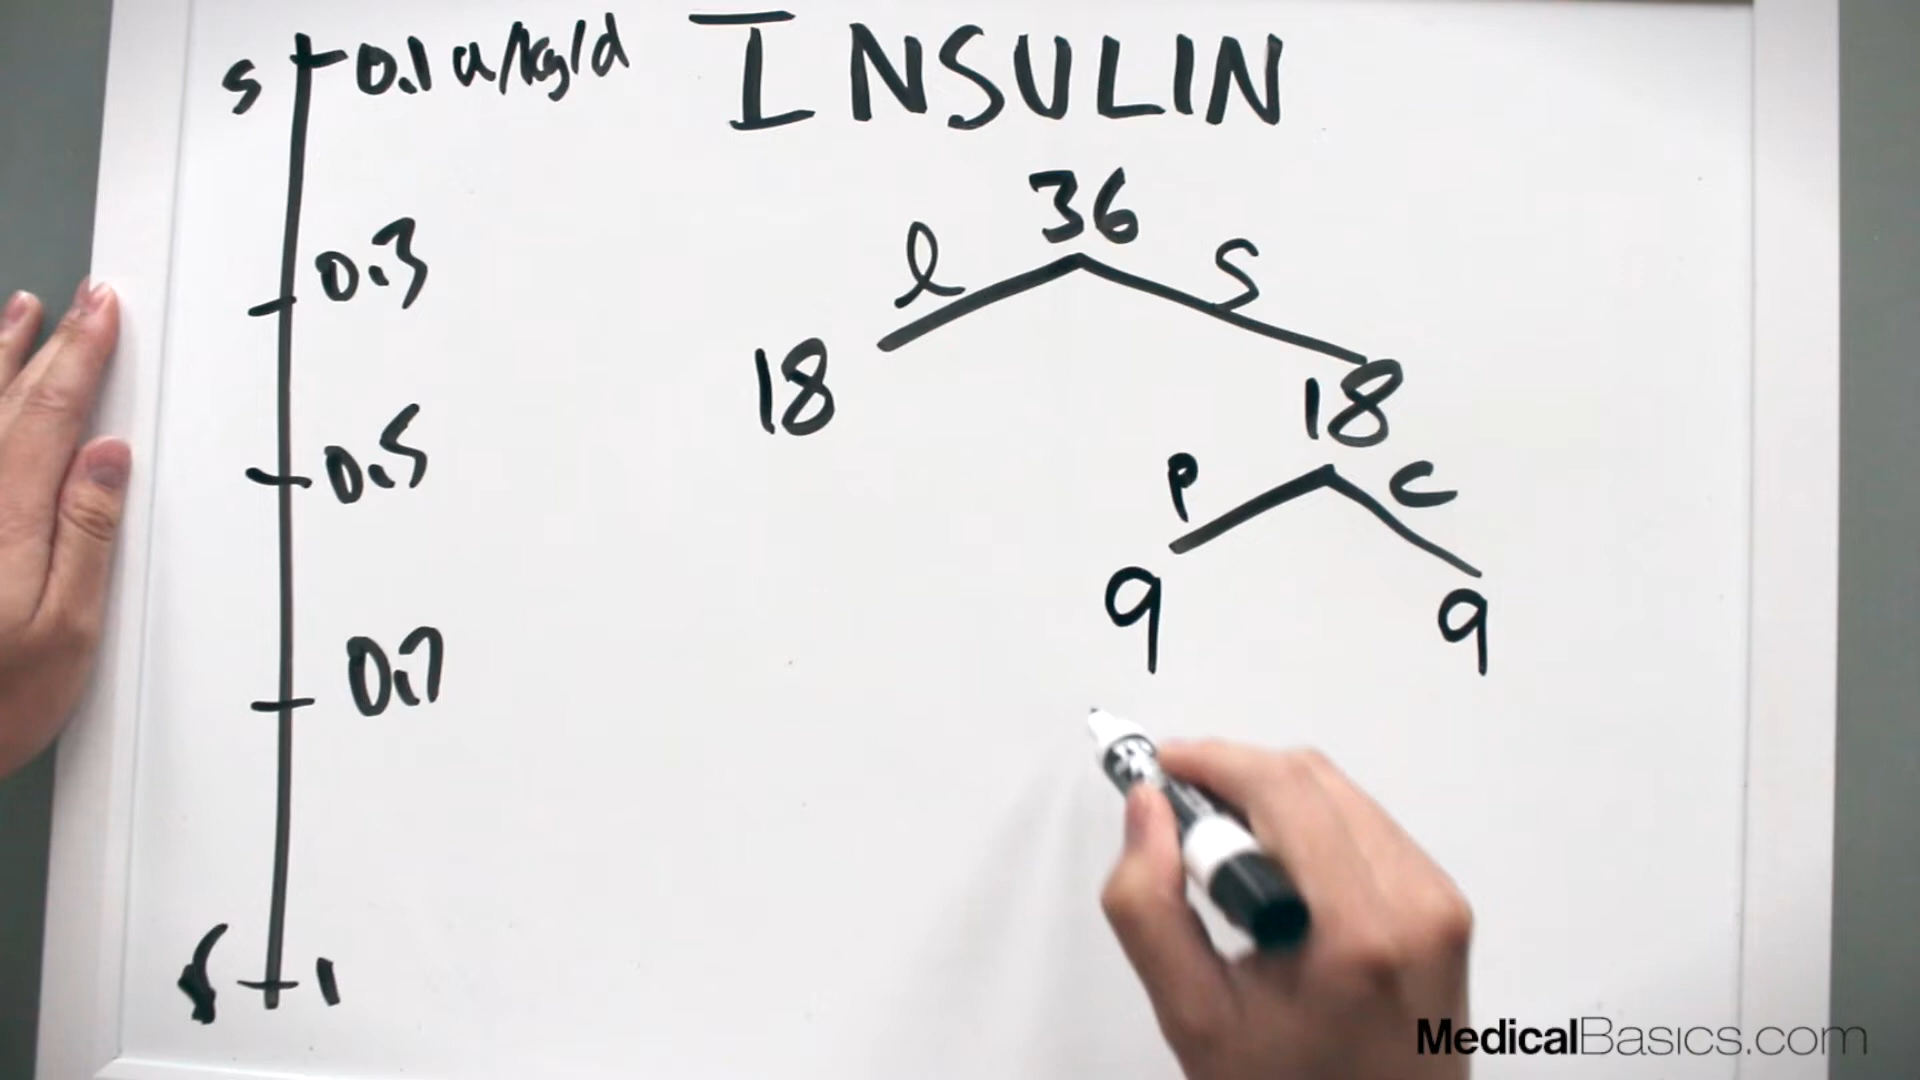 INSULIN
s 0.1 u/kg/d
0.3
0.5
0.7
1
36
l S
18 18
P C
9 9
MedicalBasics.com